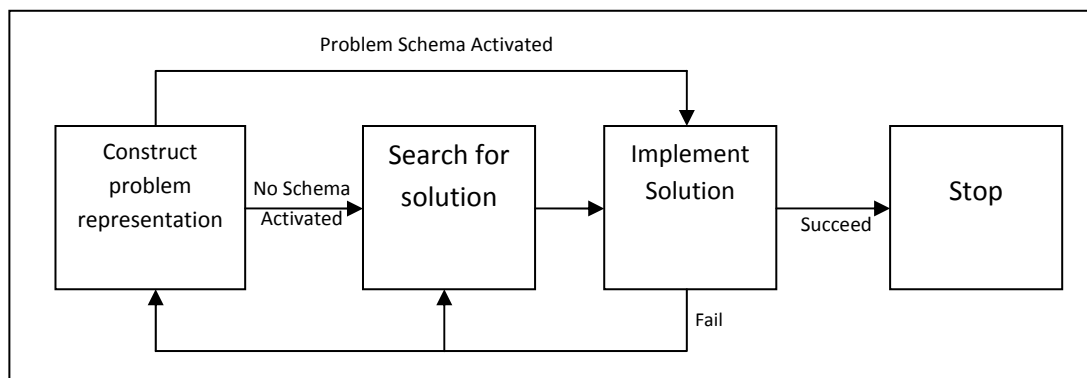 Problem Schema Activated
Construct
problem
representation
No Schema
Activated
Search for
solution
Implement
Solution
Succeed
Fail
Stop